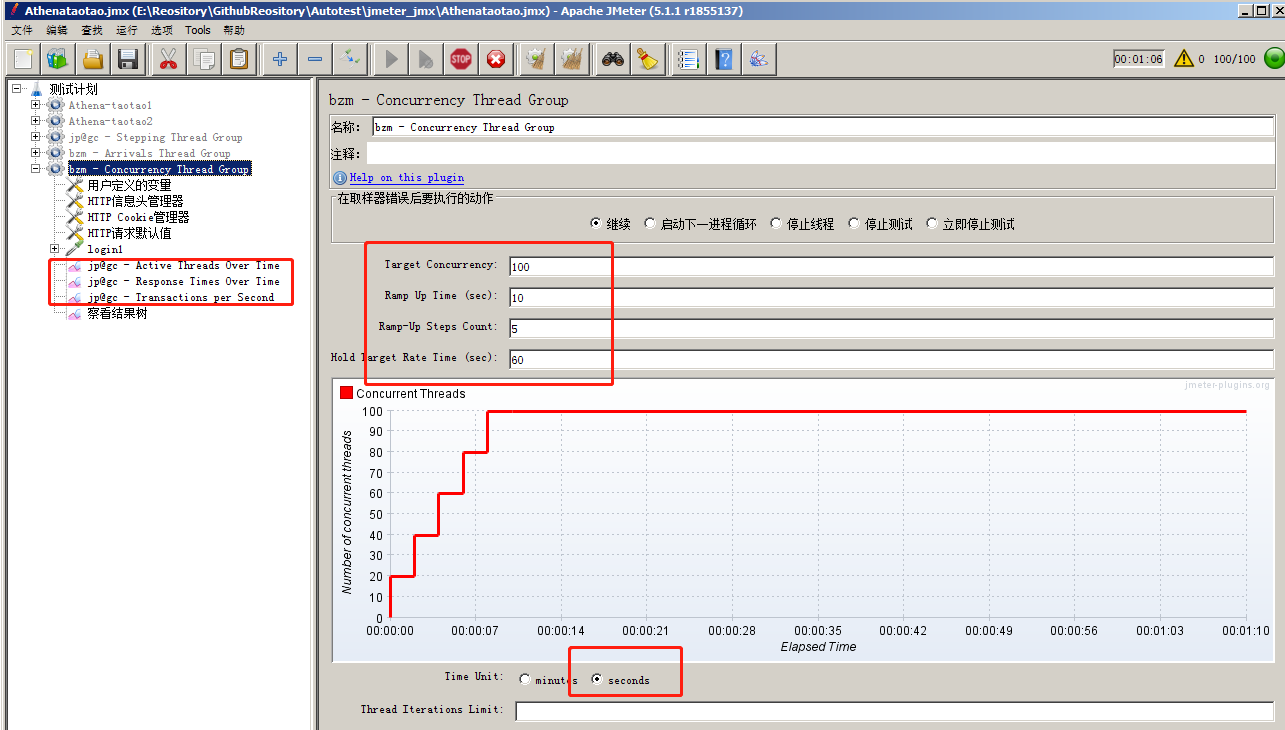 Athenataotao.jmx (E:\Reository\GithubReository\Autotest\jmeter_jmx\Athenataotao.jmx) - Apache JMeter (5.1.1 r1855137)
文件 编辑 查找 运行 选项 Tools 帮助
STOP
00:01:06 0 100/100
测试计划
Athena-taotao1
Athena-taotao2
jp@gc - Stepping Thread Group
bzm - Arrivals Thread Group
bzm - Concurrency Thread Group
用户定义的变量
HTTP信息头管理器
HTTP Cookie管理器
HTTP请求默认值
login1
jp@gc - Active Threads Over Time
jp@gc - Response Times Over Time
jp@gc - Transactions per Second
察看结果树
bzm - Concurrency Thread Group
名称: bzm - Concurrency Thread Group
注释:
Help on this plugin
在取样器错误后要执行的动作
继续 启动下一进程循环 停止线程 停止测试 立即停止测试
Target Concurrency: 100
Ramp Up Time (sec): 10
Ramp-Up Steps Count: 5
Hold Target Rate Time (sec): 60
jmeter-plugins.org
Concurrent Threads
Number of concurrent threads
100
90
80
70
60
50
40
30
20
10
0
00:00:00 00:00:07 00:00:14 00:00:21 00:00:28 00:00:35 00:00:42 00:00:49 00:00:56 00:01:03 00:01:10
Elapsed Time
Time Unit: minutes seconds
Thread Iterations Limit: